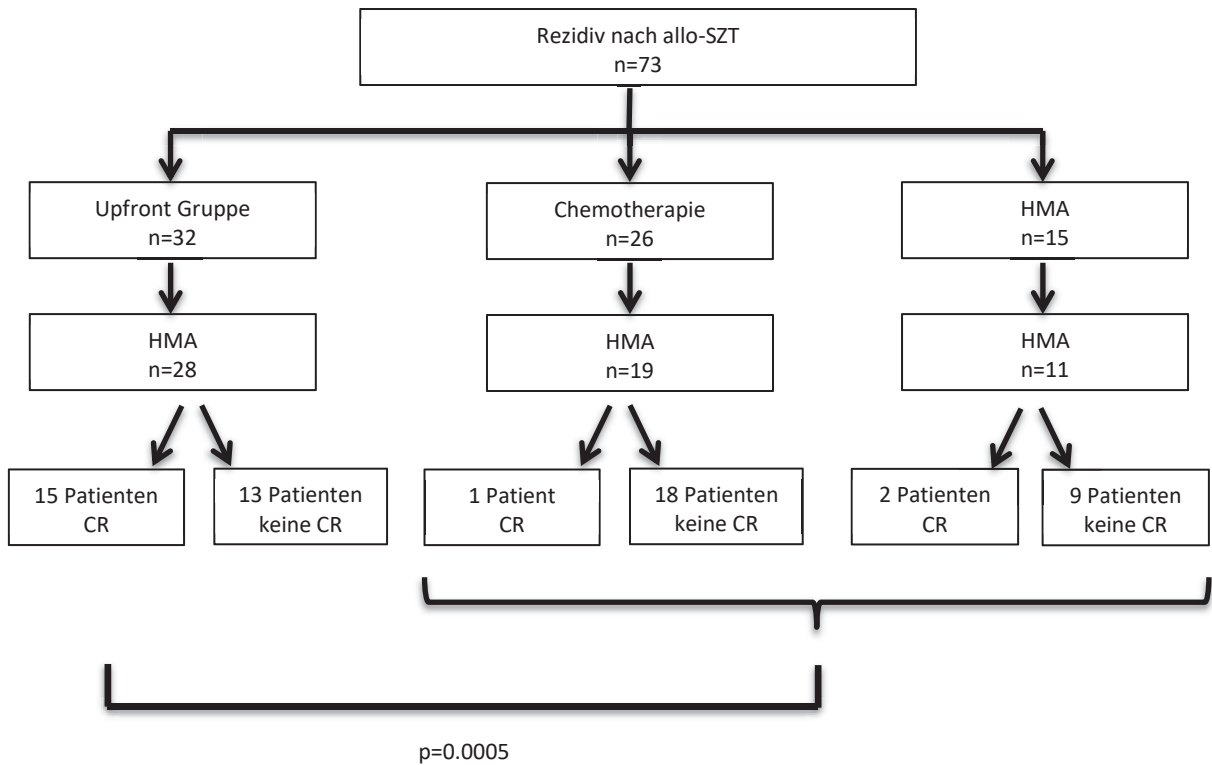 Rezidiv nach allo-SZT
n=73
Upfront Gruppe
n=32
Chemotherapie
n=26
HMA
n=15
HMA
n=28
HMA
n=19
HMA
n=11
15 Patienten
CR
13 Patienten
keine CR
1 Patient
CR
18 Patienten
keine CR
2 Patienten
CR
9 Patienten
keine CR
p=0.0005